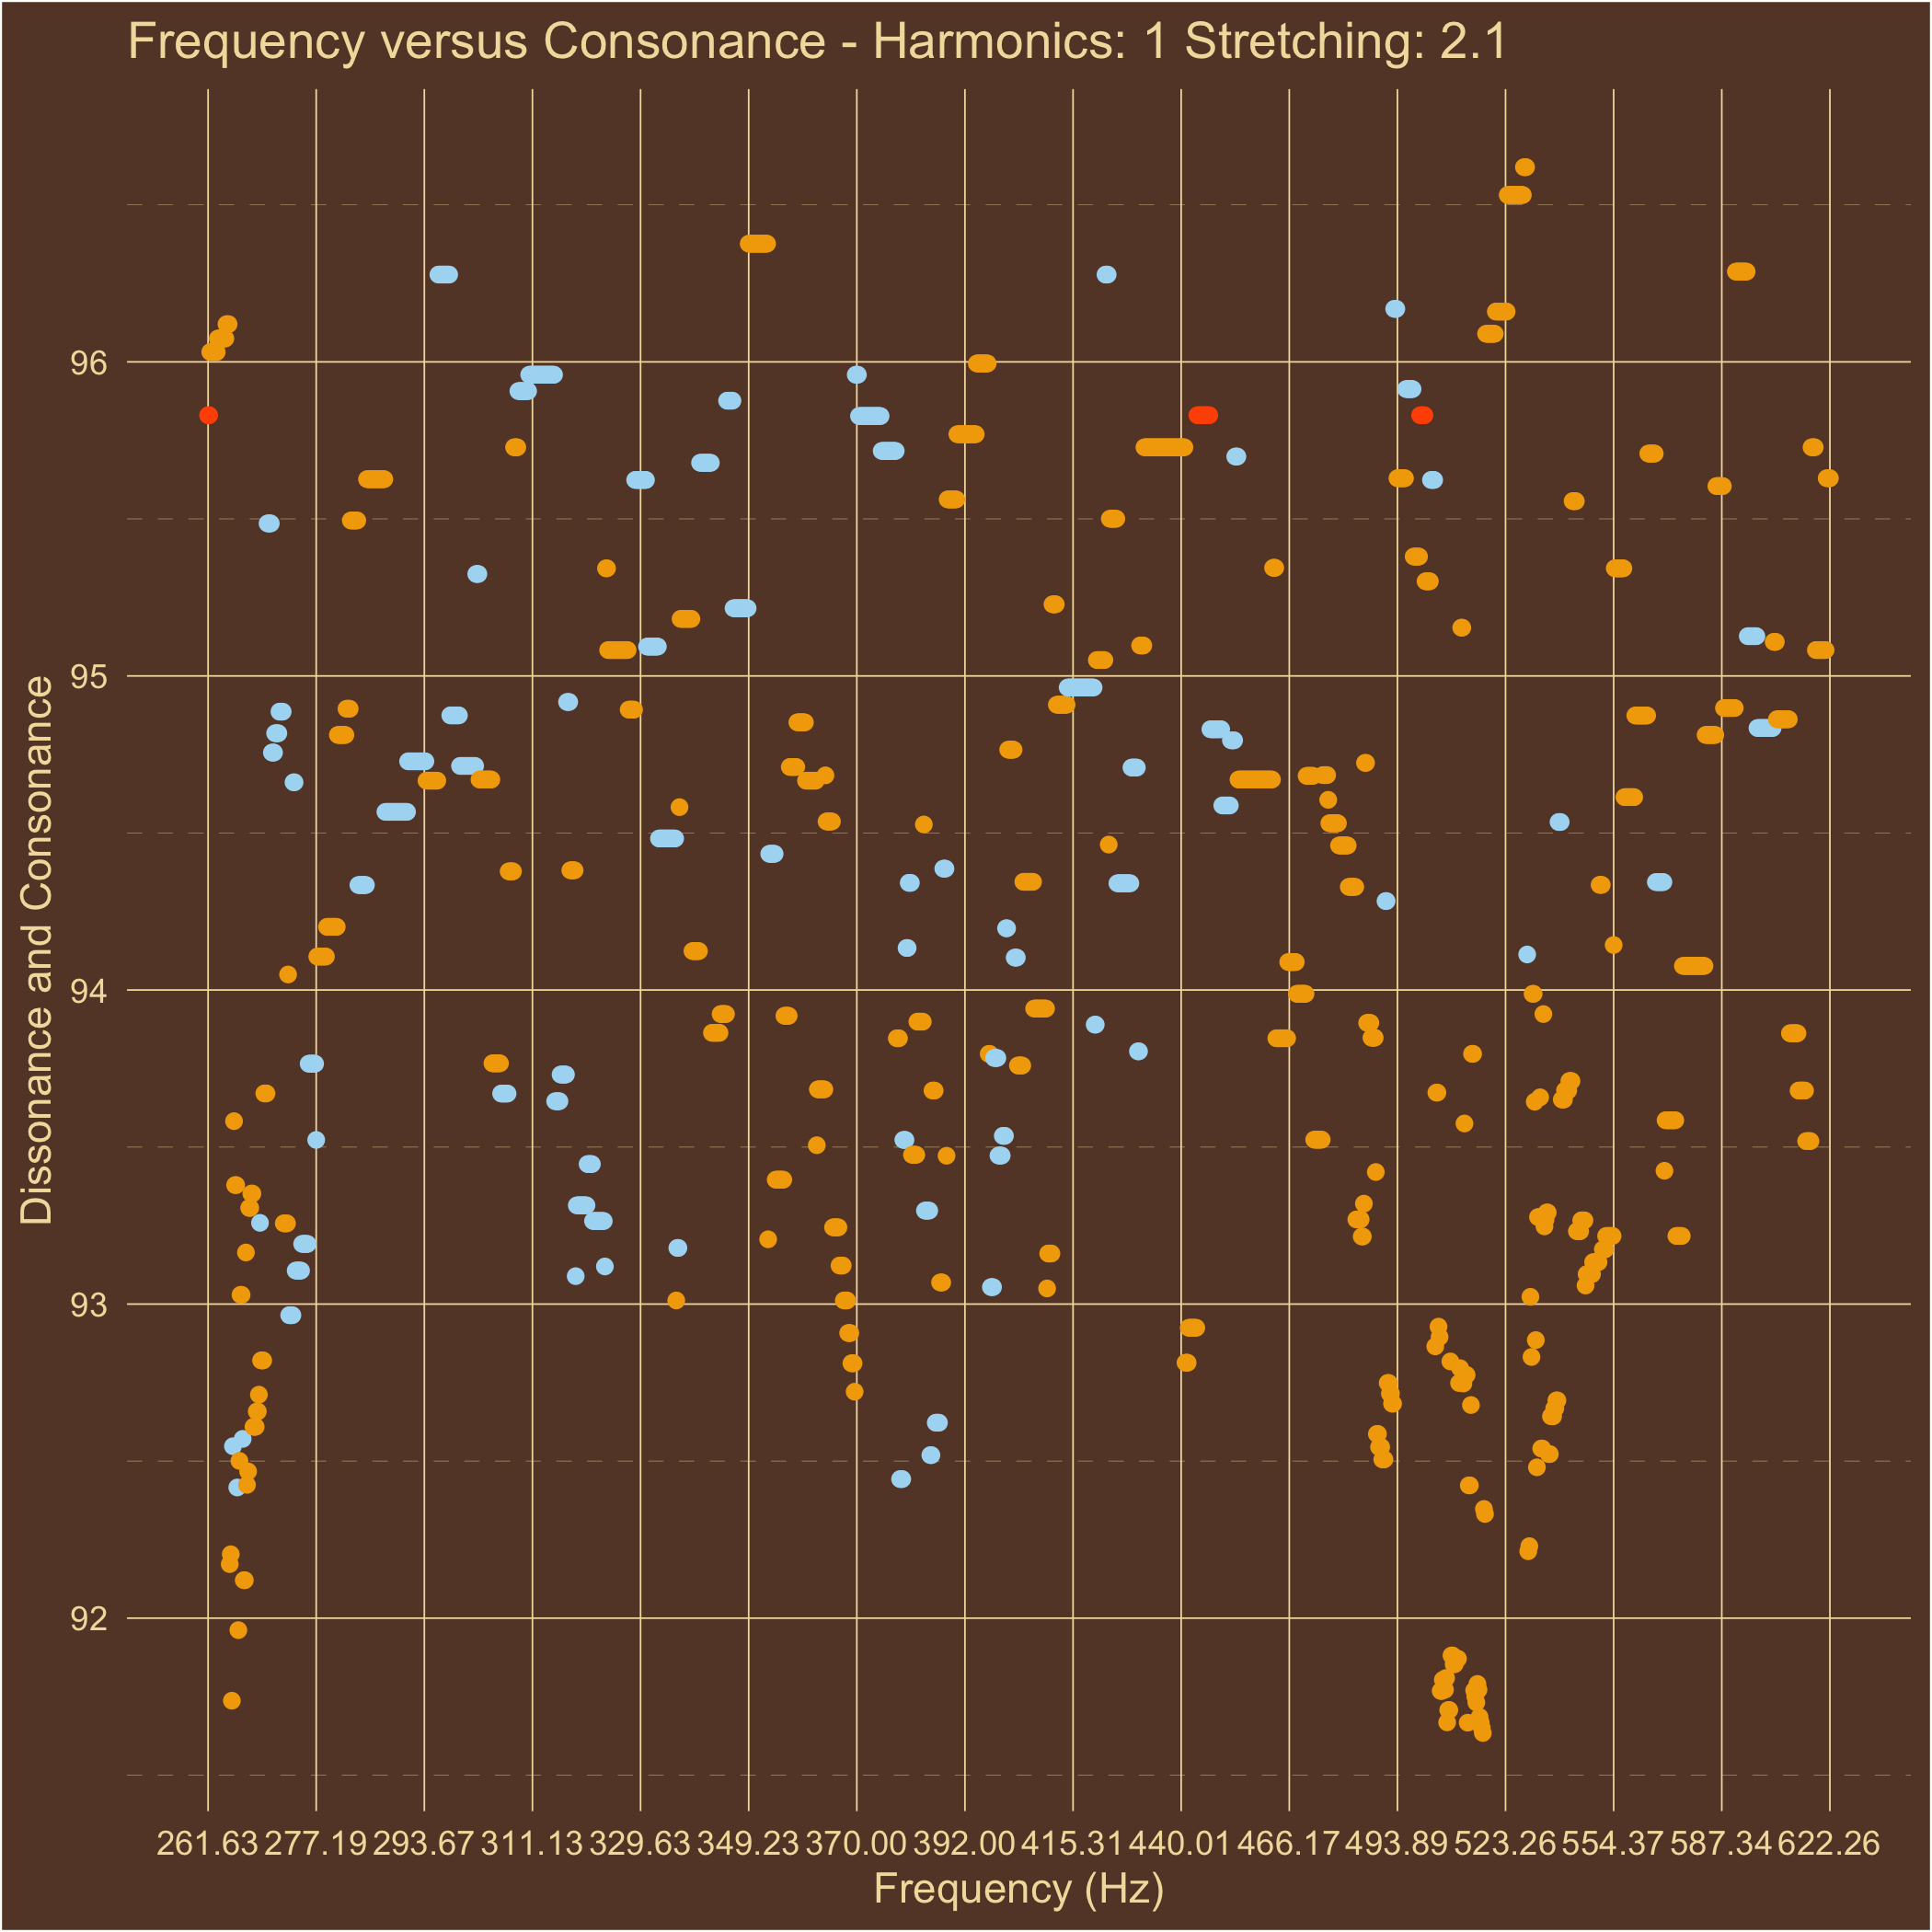 Frequency versus Consonance - Harmonics: 1 Stretching: 2.1
Dissonance and Consonance
96
95
94
93
92
261.63 277.19 293.67 311.13 329.63 349.23 370.00 392.00 415.31 440.01 466.17 493.89 523.26 554.37 587.34 622.26
Frequency (Hz)